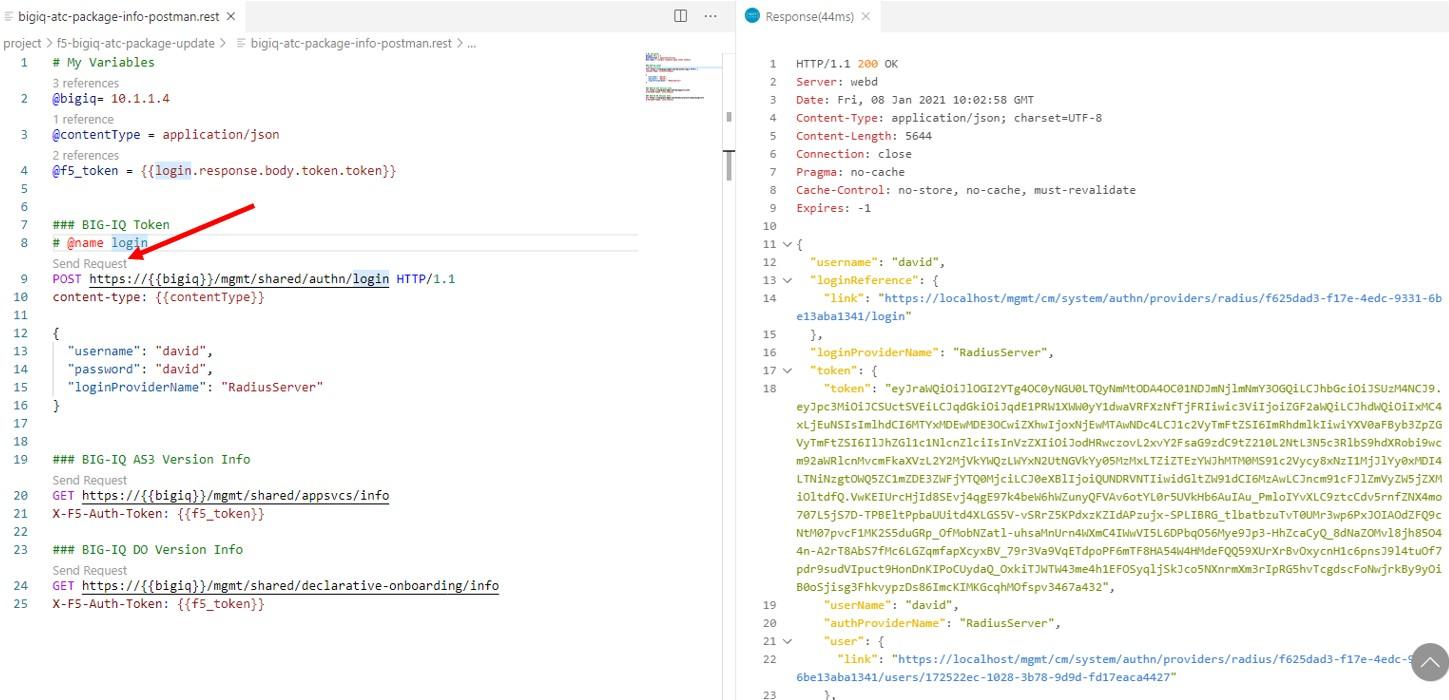 bigiq-atc-package-info-postman.rest
project > f5-bigiq-atc-package-update > bigiq-atc-package-info-postman.rest > ...
1 # My Variables
3 references
2 @bigiq= 10.1.1.4
1 reference
3 @contentType = application/json
2 references
4 @f5_token = {{login.response.body.token.token}}
5
6
7 ### BIG-IQ Token
8 # @name login
Send Request
9 POST https://{{bigiq}}/mgmt/shared/authn/login HTTP/1.1
10 content-type: {{contentType}}
11
12 {
13 "username": "david",
14 "password": "david",
15 "loginProviderName": "RadiusServer"
16 }
17
18
19 ### BIG-IQ AS3 Version Info
Send Request
20 GET https://{{bigiq}}/mgmt/shared/appsvcs/info
21 X-F5-Auth-Token: {{f5_token}}
22
23 ### BIG-IQ DO Version Info
Send Request
24 GET https://{{bigiq}}/mgmt/shared/declarative-onboarding/info
25 X-F5-Auth-Token: {{f5_token}}
Response(44ms)
1 HTTP/1.1 200 OK
2 Server: webd
3 Date: Fri, 08 Jan 2021 10:02:58 GMT
4 Content-Type: application/json; charset=UTF-8
5 Content-Length: 5644
6 Connection: close
7 Pragma: no-cache
8 Cache-Control: no-store, no-cache, must-revalidate
9 Expires: -1
10
11 {
12 "username": "david",
13 "loginReference": {
14 "link": "https://localhost/mgmt/cm/system/authn/providers/radius/f625dad3-f17e-4edc-9331-6b
e13aba1341/login"
15 },
16 "loginProviderName": "RadiusServer",
17 "token": {
18 "token":
19 "userName": "david",
20 "authProviderName": "RadiusServer",
21 "user": {
22 "link": "https://localhost/mgmt/cm/system/authn/providers/radius/f625dad3-f17e-4edc-
6be13aba1341/users/172522ec-1028-3b78-9d9d-fd17eaca4427"
23 },